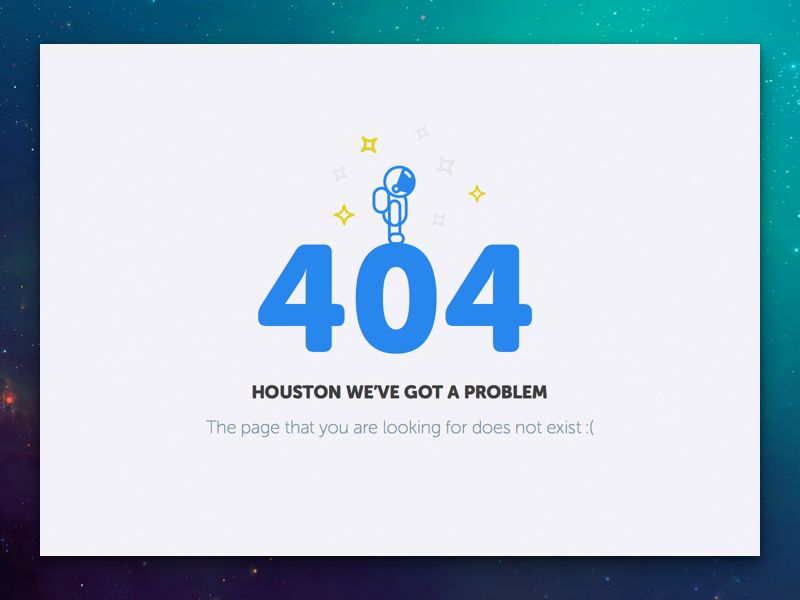 404
HOUSTON WE'VE GOT A PROBLEM
The page that you are looking for does not exist :(